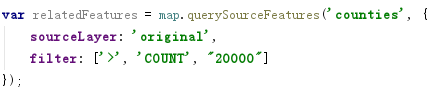 var relatedFeatures = map.querySourceFeatures('counties', {
    sourceLayer: 'original',
    filter: ['>', 'COUNT', "20000"]
});